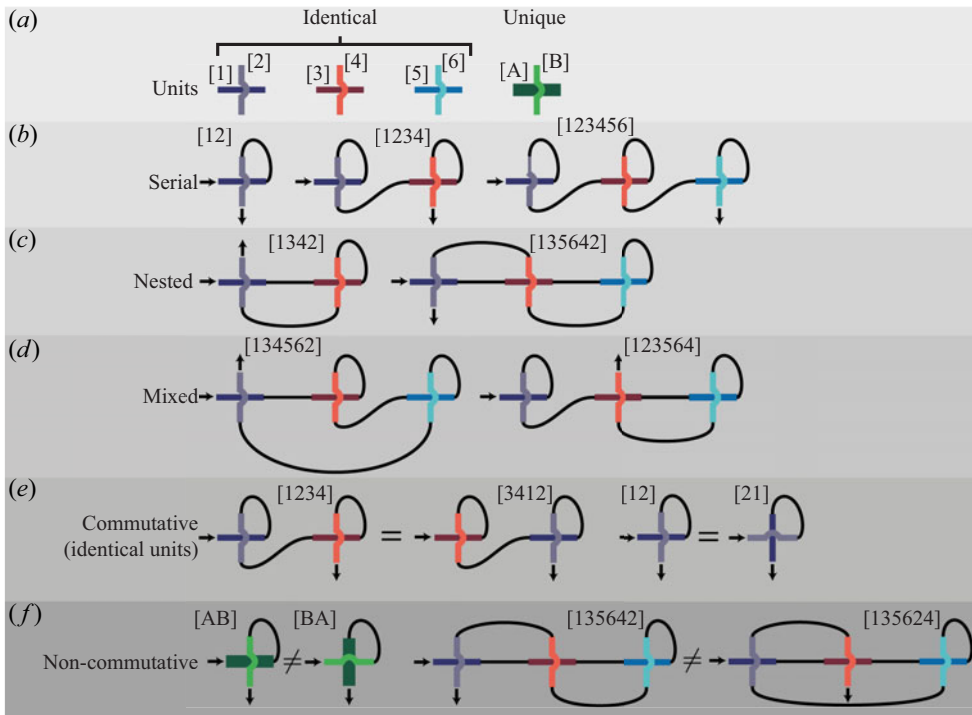 (a) Identical Unique
[1] [2] [3] [4] [5] [6] [A] [B]
Units
(b) [12] [1234] [123456]
Serial
(c) [1342] [135642]
Nested
(d) [134562] [123564]
Mixed
(e) [1234] = [3412] [12] = [21]
Commutative
(identical units)
(f) [AB] ≠ [BA] [135642] ≠ [135624]
Non-commutative